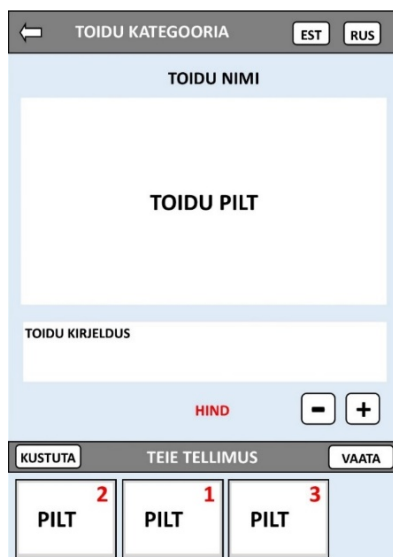 TOIDU KATEGOORIA EST RUS
TOIDU NIMI
TOIDU PILT
TOIDU KIRJELDUS
HIND - +
KUSTUTA TEIE TELLIMUS VAATA
2 1 3
PILT PILT PILT